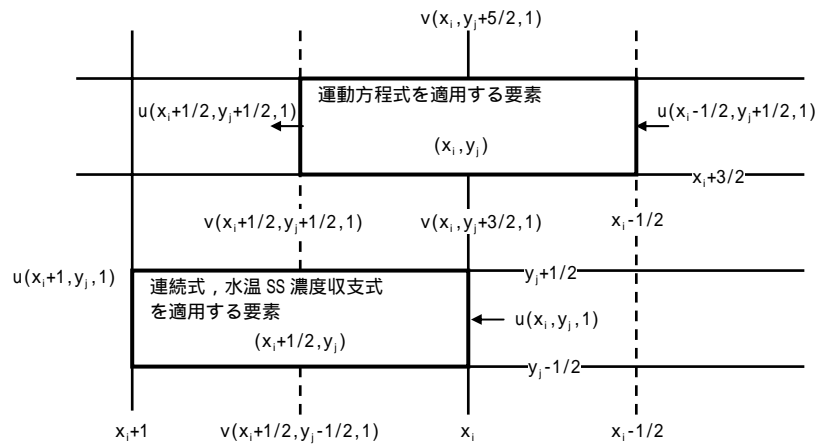 v(xᵢ,yⱼ+5/2,1)
運動方程式を適用する要素
u(xᵢ+1/2,yⱼ+1/2,1)
u(xᵢ-1/2,yⱼ+1/2,1)
(xᵢ,yⱼ)
xᵢ+3/2
v(xᵢ+1/2,yⱼ+1/2,1)
v(xᵢ,yⱼ+3/2,1)
xᵢ-1/2
u(xᵢ+1,yⱼ,1)
yⱼ+1/2
連続式，水温 SS 濃度収支式
を適用する要素
u(xᵢ,yⱼ,1)
(xᵢ+1/2,yⱼ)
yⱼ-1/2
xᵢ+1
v(xᵢ+1/2,yⱼ-1/2,1)
xᵢ
xᵢ-1/2